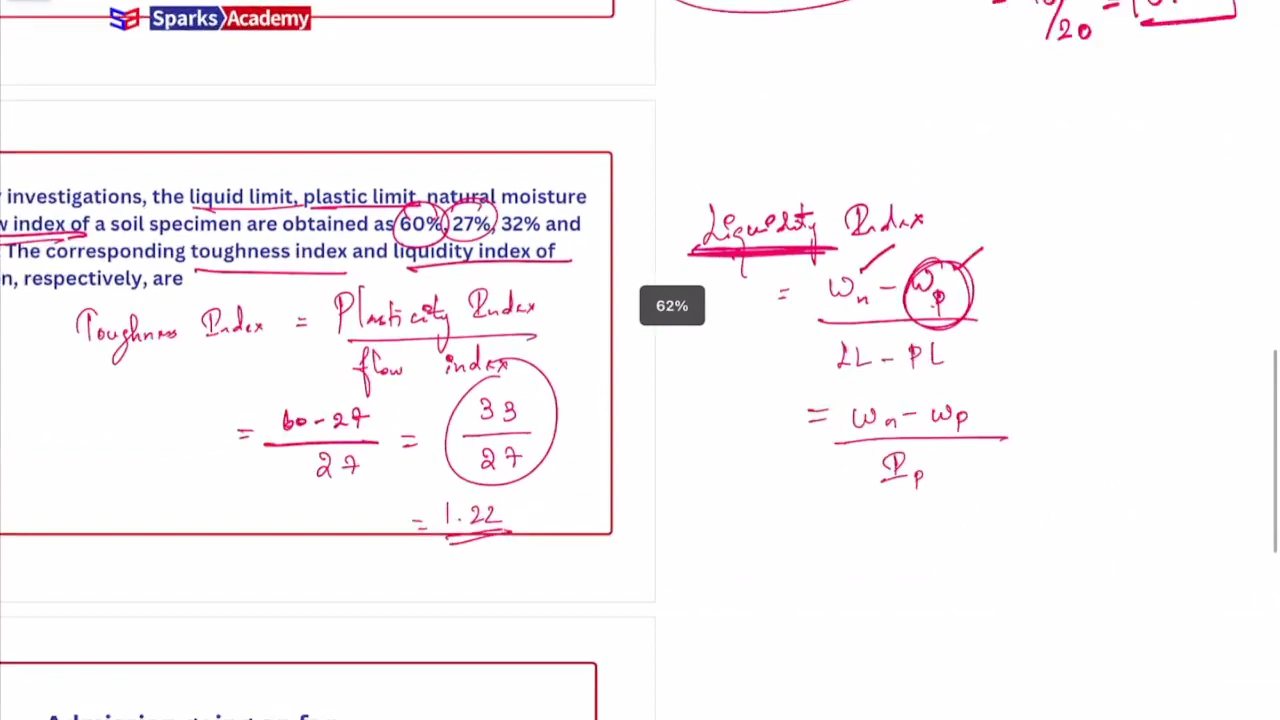 Sparks Academy
/20 =
investigations, the liquid limit, plastic limit, natural moisture
w index of a soil specimen are obtained as 60%, 27%, 32% and
The corresponding toughness index and liquidity index of
n, respectively, are
Toughness Index = Plasticity Index
flow index
= 60-27 = 33
27 27
= 1.22
62%
Liquidity Index
= wn - wp
LL - PL
= wn - wp
Ip